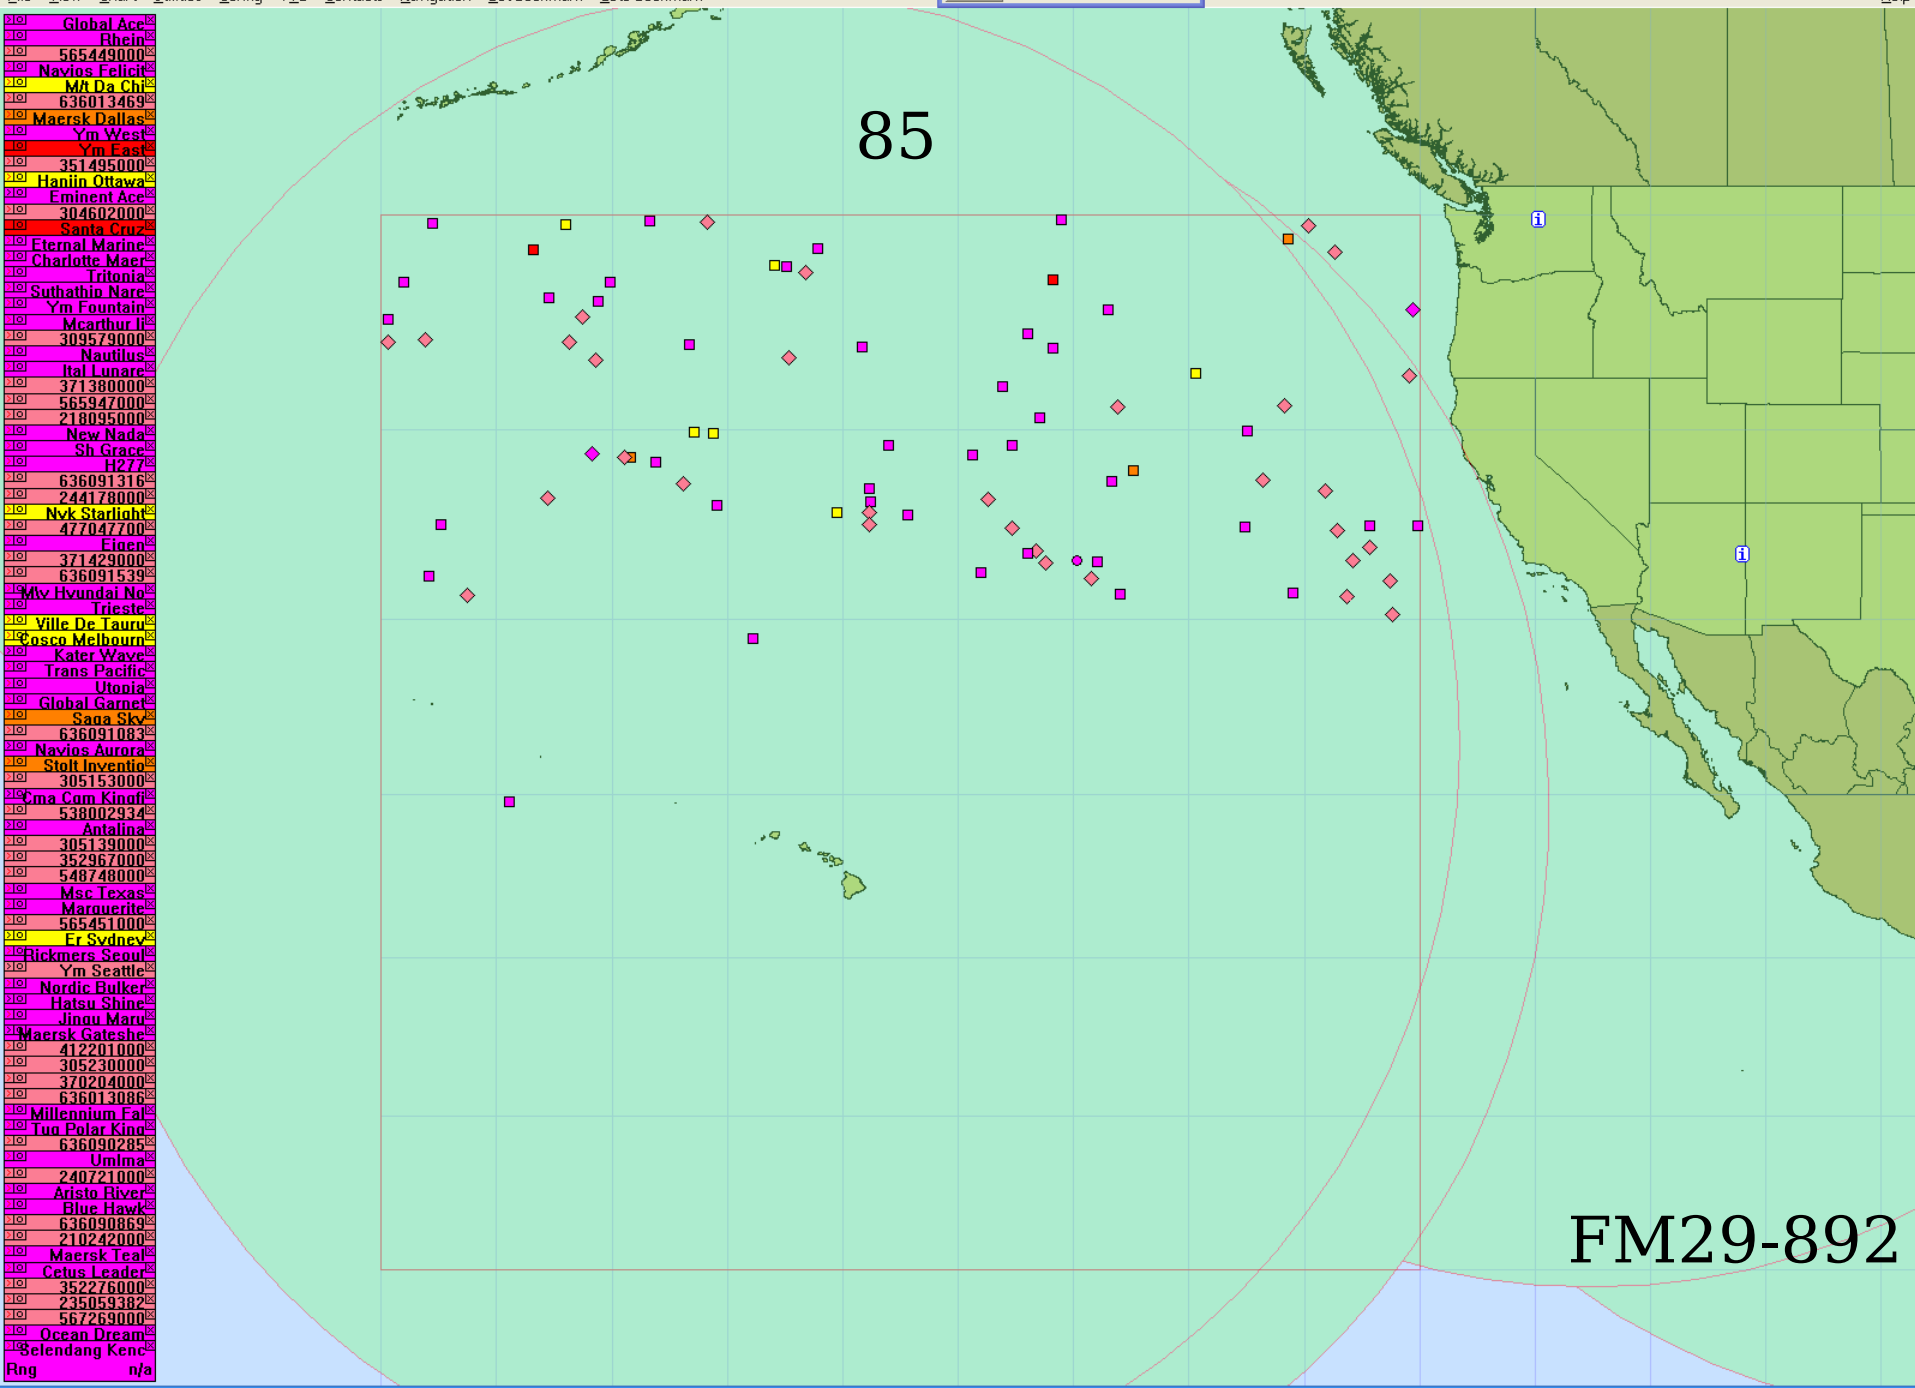 Global Ace
Rhein
565449000
Navios Felicit
M/t Da Chi
636013469
Maersk Dallas
Ym West
Ym East
351495000
Hanjin Ottawa
Eminent Ace
304602000
Santa Cruz
Eternal Marine
Charlotte Maer
Tritonia
Suthathip Nare
Ym Fountain
Mcarthur Ii
309579000
Nautilus
Ital Lunare
371380000
565947000
218095000
New Nada
Sh Grace
H277
636091316
244178000
Nyk Starlight
477047700
Eigen
371429000
636091539
M/v Hyundai No
Trieste
Ville De Tauru
Cosco Melbourn
Kater Wave
Trans Pacific
Utopia
Global Garnet
Saga Sky
636091083
Navios Aurora
Stolt Inventio
305153000
Cma Cgm Kingfi
538002934
Antalina
305139000
352967000
548748000
Msc Texas
Marguerite
565451000
Er Sydney
Rickmers Seoul
Ym Seattle
Nordic Bulker
Hatsu Shine
Jingu Maru
Maersk Gateshe
412201000
305230000
370204000
636013086
Millennium Fal
Tug Polar King
636090285
Umlma
240721000
Aristo River
Blue Hawk
636090869
210242000
Maersk Teal
Cetus Leader
352276000
235059382
567269000
Ocean Dream
Selendang Kenc
Rng n/a
85
i
i
FM29-892